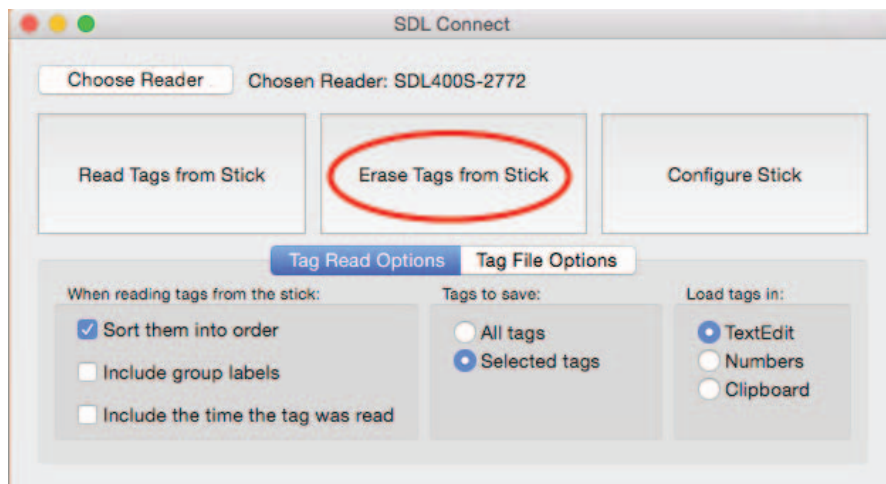 SDL Connect
Choose Reader Chosen Reader: SDL400S-2772
Read Tags from Stick Erase Tags from Stick Configure Stick
Tag Read Options Tag File Options
When reading tags from the stick: Tags to save: Load tags in:
Sort them into order All tags TextEdit
Include group labels Selected tags Numbers
Include the time the tag was read Clipboard